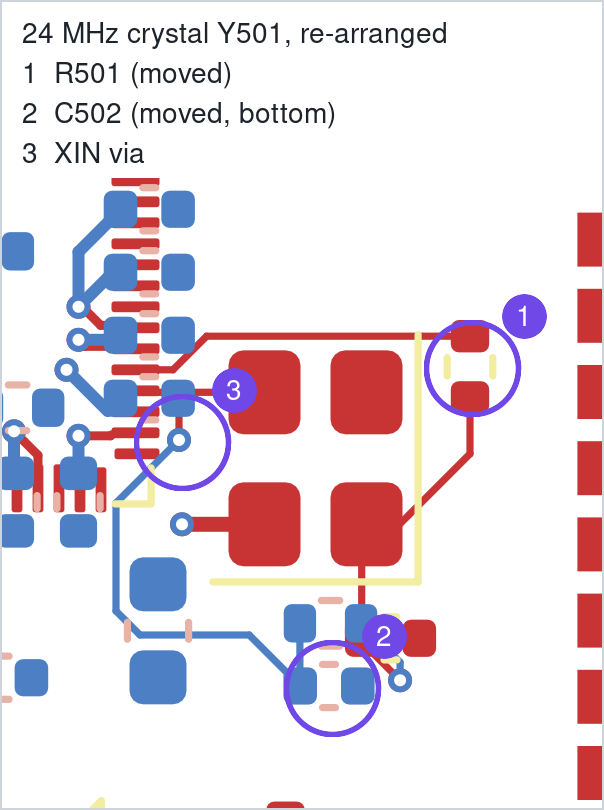 24 MHz crystal Y501, re-arranged
1 R501 (moved)
2 C502 (moved, bottom)
3 XIN via
1
3
2